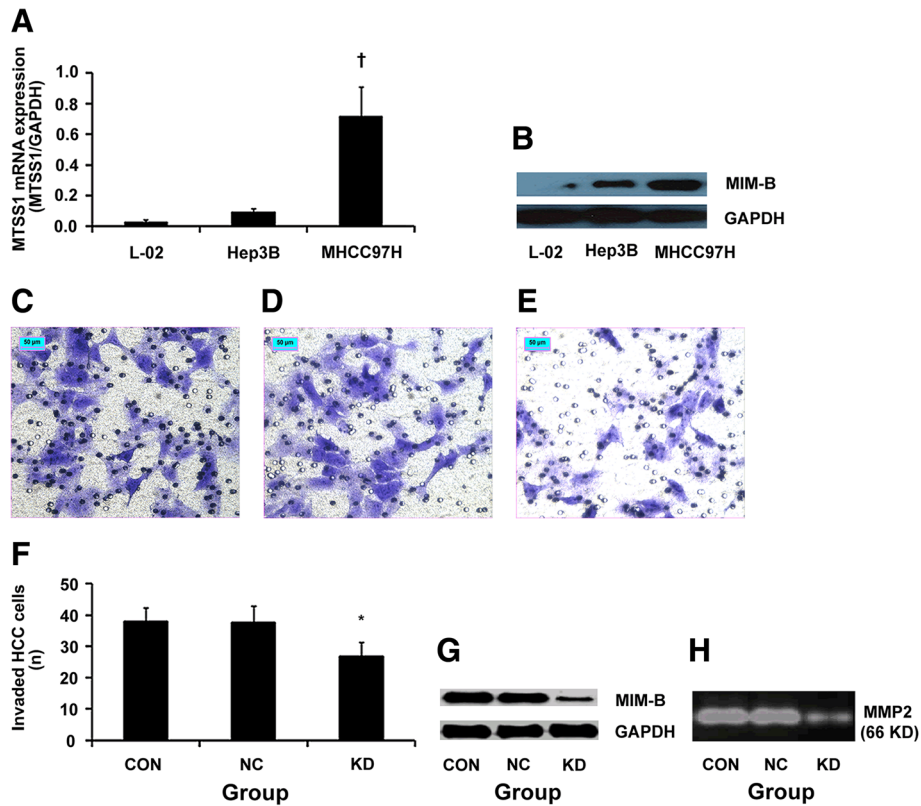 A
MTSS1 mRNA expression
(MTSS1/GAPDH)
†
1.0
0.8
0.6
0.4
0.2
0.0
L-02
Hep3B
MHCC97H
B
MIM-B
GAPDH
L-02
Hep3B
MHCC97H
C
D
E
50 μm
50 μm
50 μm
F
Invaded HCC cells
(n)
50
40
30
20
10
0
*
CON
NC
KD
Group
G
MIM-B
GAPDH
CON
NC
KD
Group
H
MMP2
(66 KD)
CON
NC
KD
Group